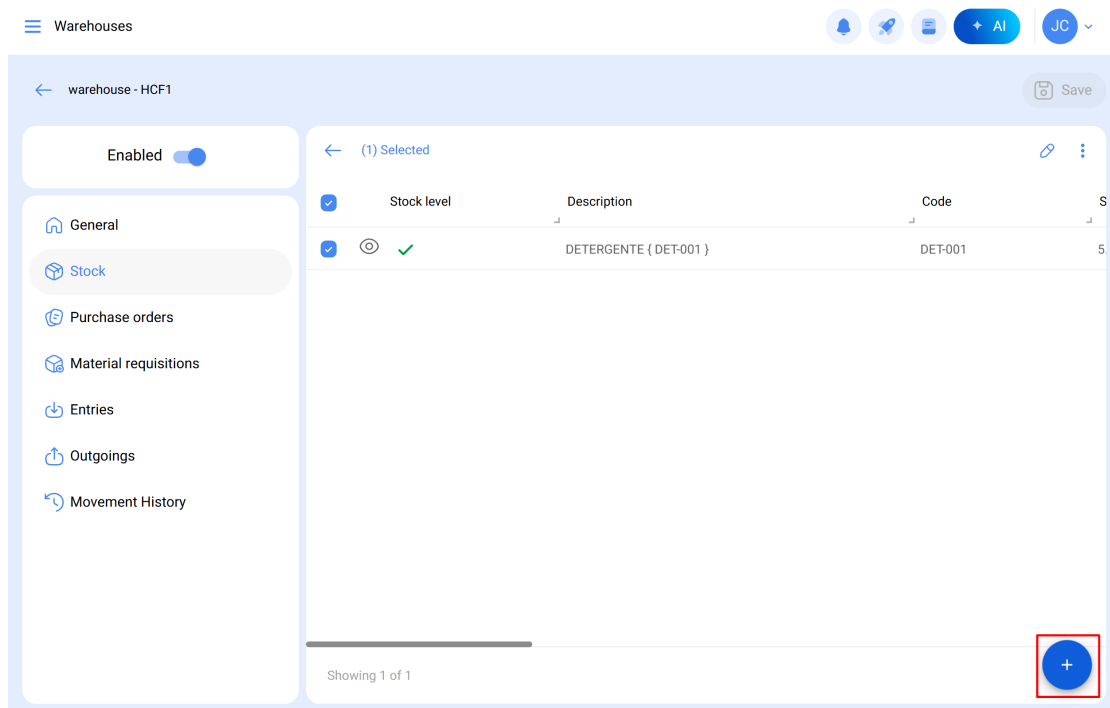 Warehouses
AI
JC
warehouse - HCF1
Save
Enabled
(1) Selected
Stock level
Description
Code
S
General
DETERGENTE { DET-001 }
DET-001
5.
Stock
Purchase orders
Material requisitions
Entries
Outgoings
Movement History
Showing 1 of 1